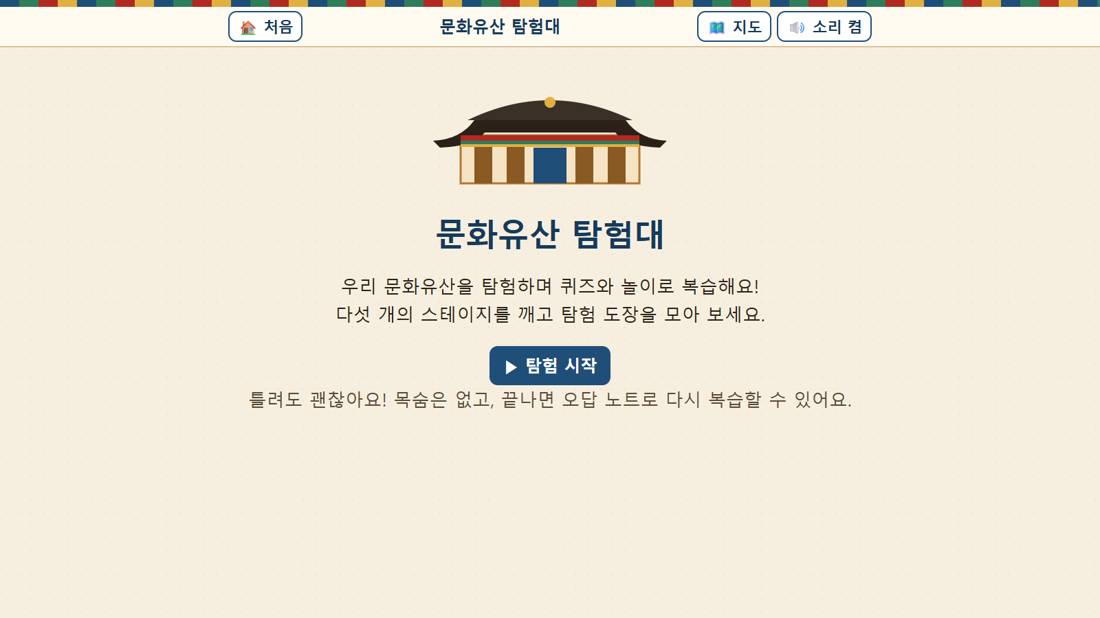 처음
문화유산 탐험대
지도
소리 켬
문화유산 탐험대
우리 문화유산을 탐험하며 퀴즈와 놀이로 복습해요!
다섯 개의 스테이지를 깨고 탐험 도장을 모아 보세요.
▶ 탐험 시작
틀려도 괜찮아요! 목숨은 없고, 끝나면 오답 노트로 다시 복습할 수 있어요.